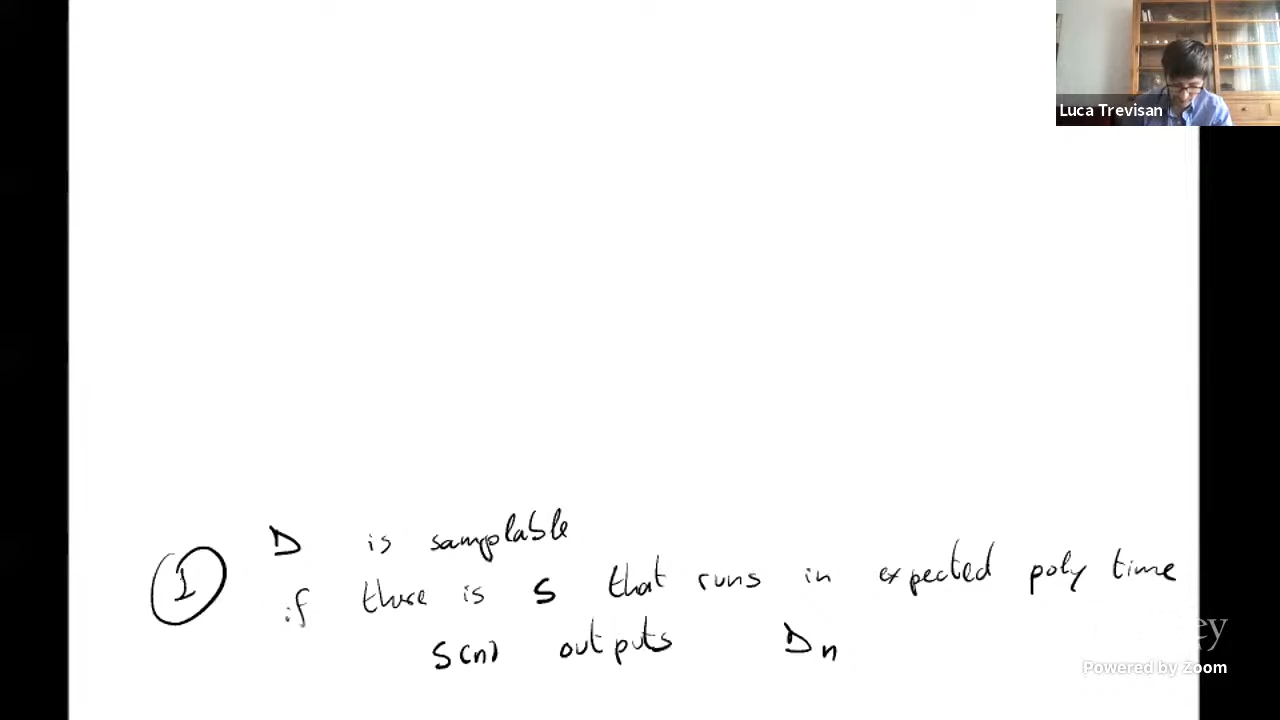 Luca Trevisan
D is samplable
1 if there is S that runs in expected poly time
S(n) outputs Dn
Powered by Zoom